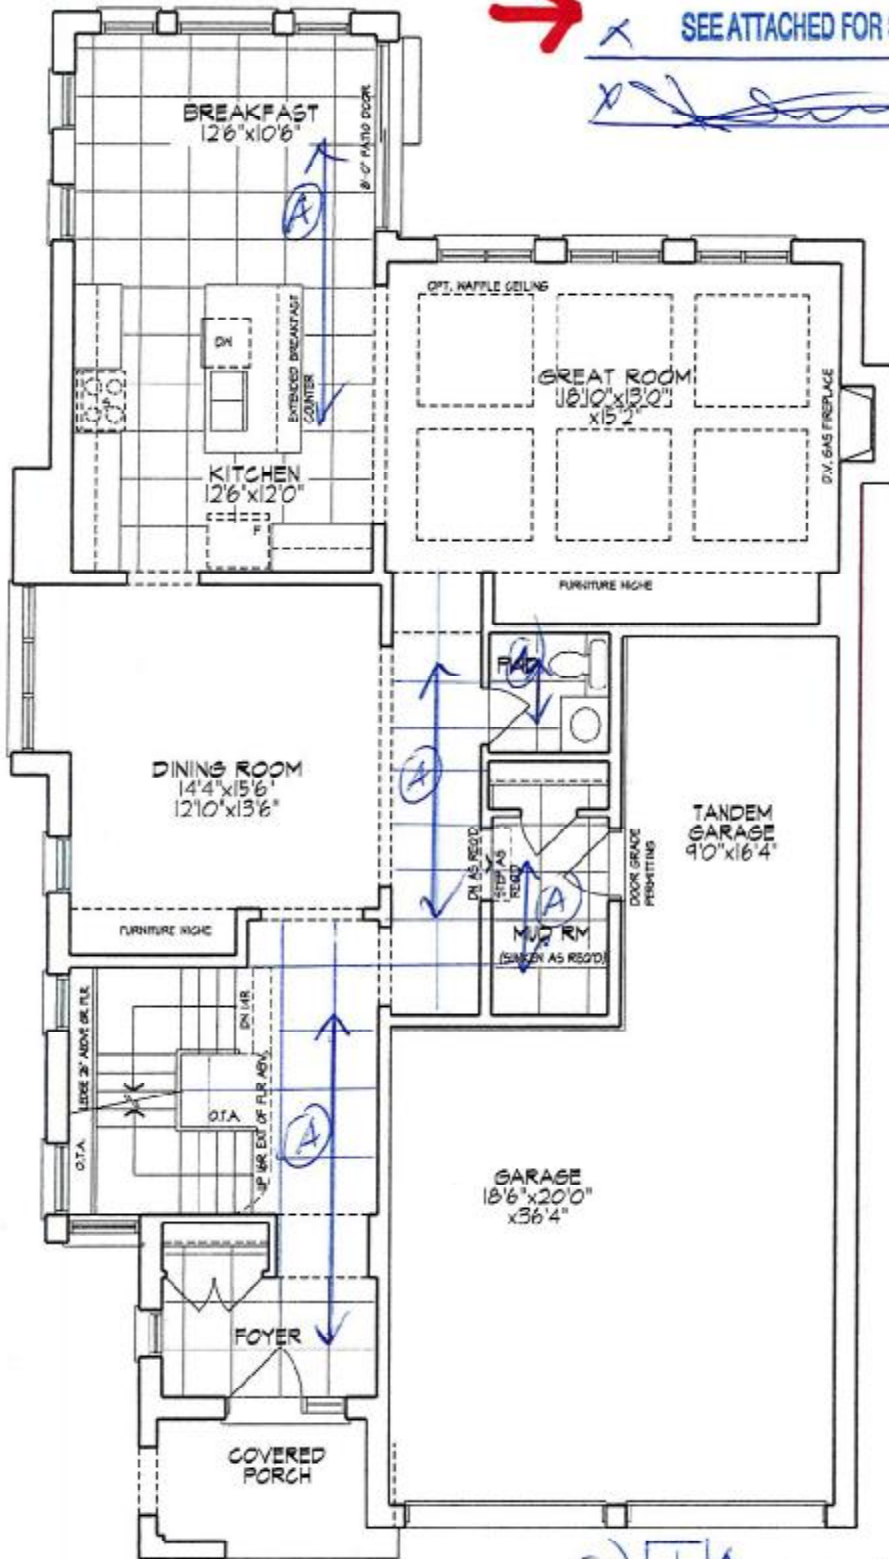 X SEE ATTACHED FOR
X
BREAKFAST
12'6"x10'6"
8'-0" PATIO DOOR
A
OPT. WAFFLE CEILING
DW
EXTENDED BREAKFAST
COUNTER
GREAT ROOM
18'10"x13'0"
x15'2"
D.V. GAS FIREPLACE
KITCHEN
12'6"x12'0"
F
FURNITURE NICHE
A
DINING ROOM
14'4"x15'6"
12'10"x13'6"
A
TANDEM
GARAGE
9'0"x16'4"
DN AS REQ'D
STEP AS
REQ'D
DOOR GRADE
PERMITTING
A
MUD RM
(SUNKEN AS REQ'D)
FURNITURE NICHE
LEDGE 26" ABOVE GR. FLR.
O.T.A.
DN 14R
UP 16R EXT OF FLR ABV.
O.T.A.
A
GARAGE
18'6"x20'0"
x36'4"
FOYER
COVERED
PORCH